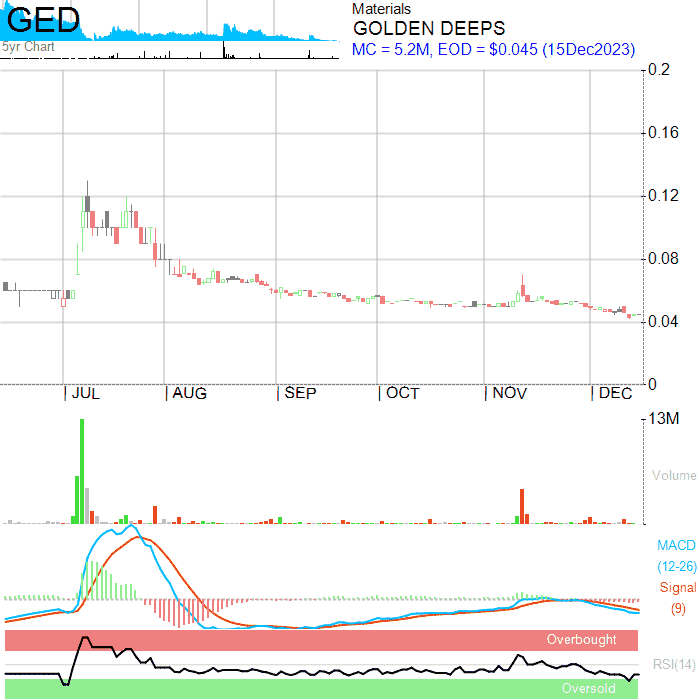 GED
5yr Chart
Materials
GOLDEN DEEPS
MC = 5.2M, EOD = $0.045 (15Dec2023)
0.2
0.16
0.12
0.08
0.04
0
JUL AUG SEP OCT NOV DEC
13M
Volume
MACD
(12-26)
Signal
(9)
Overbought
RSI(14)
Oversold